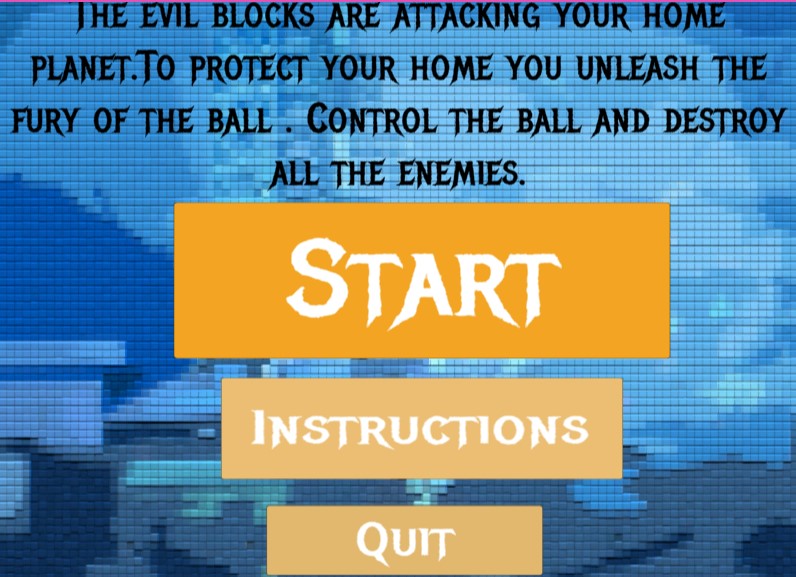 The evil blocks are attacking your home
planet.To protect your home you unleash the
fury of the ball . Control the ball and destroy
all the enemies.
Start
Instructions
Quit